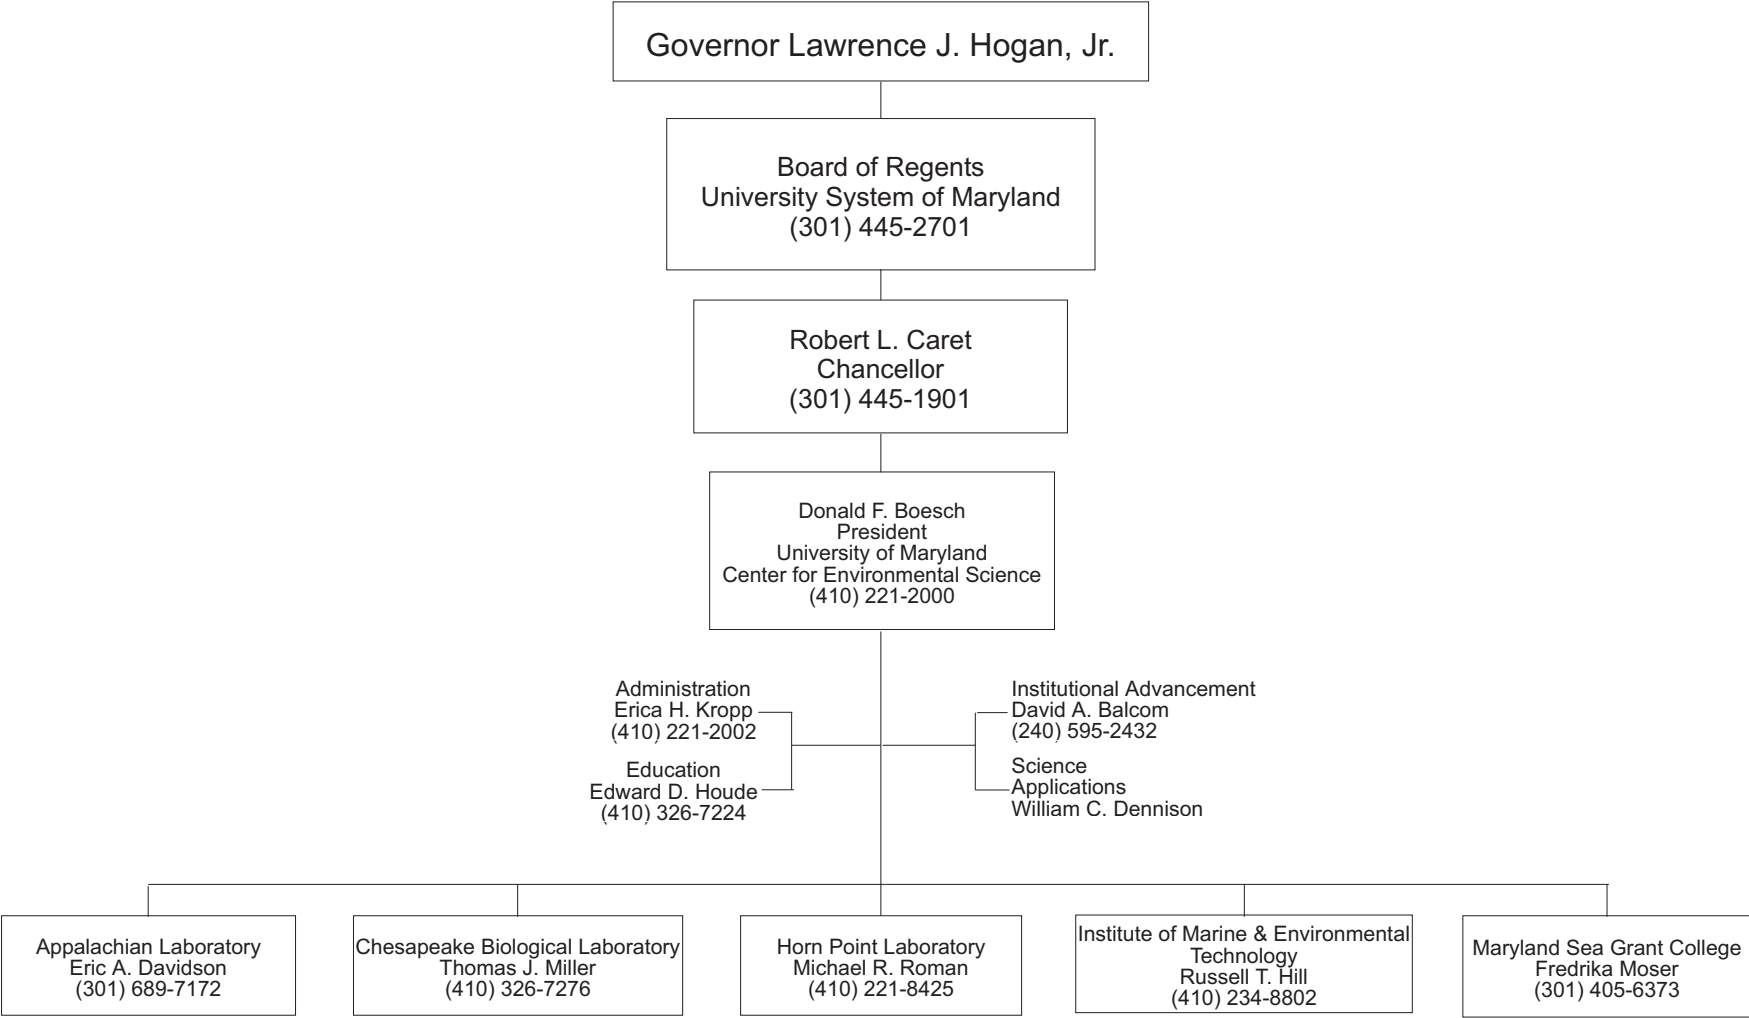 Governor Lawrence J. Hogan, Jr.
Board of Regents
University System of Maryland
(301) 445-2701
Robert L. Caret
Chancellor
(301) 445-1901
Donald F. Boesch
President
University of Maryland
Center for Environmental Science
(410) 221-2000
Administration
Erica H. Kropp
(410) 221-2002
Education
Edward D. Houde
(410) 326-7224
Institutional Advancement
David A. Balcom
(240) 595-2432
Science
Applications
William C. Dennison
Appalachian Laboratory
Eric A. Davidson
(301) 689-7172
Chesapeake Biological Laboratory
Thomas J. Miller
(410) 326-7276
Horn Point Laboratory
Michael R. Roman
(410) 221-8425
Institute of Marine & Environmental
Technology
Russell T. Hill
(410) 234-8802
Maryland Sea Grant College
Fredrika Moser
(301) 405-6373